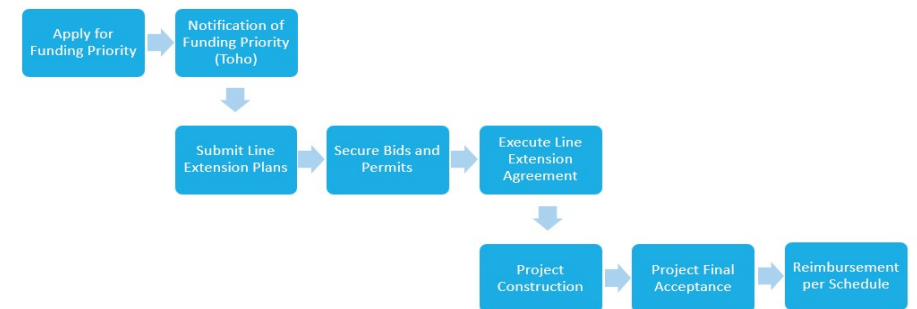 Apply for
Funding Priority
Notification of
Funding Priority
(Toho)
Submit Line
Extension Plans
Secure Bids and
Permits
Execute Line
Extension
Agreement
Project
Construction
Project Final
Acceptance
Reimbursement
per Schedule